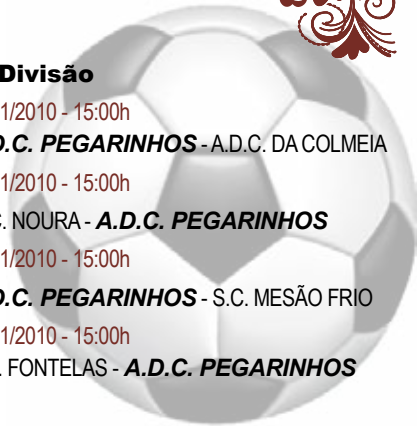 Divisão
1/2010 - 15:00h
.C. PEGARINHOS - A.D.C. DA COLMEIA
1/2010 - 15:00h
. NOURA - A.D.C. PEGARINHOS
1/2010 - 15:00h
.C. PEGARINHOS - S.C. MESÃO FRIO
1/2010 - 15:00h
. FONTELAS - A.D.C. PEGARINHOS